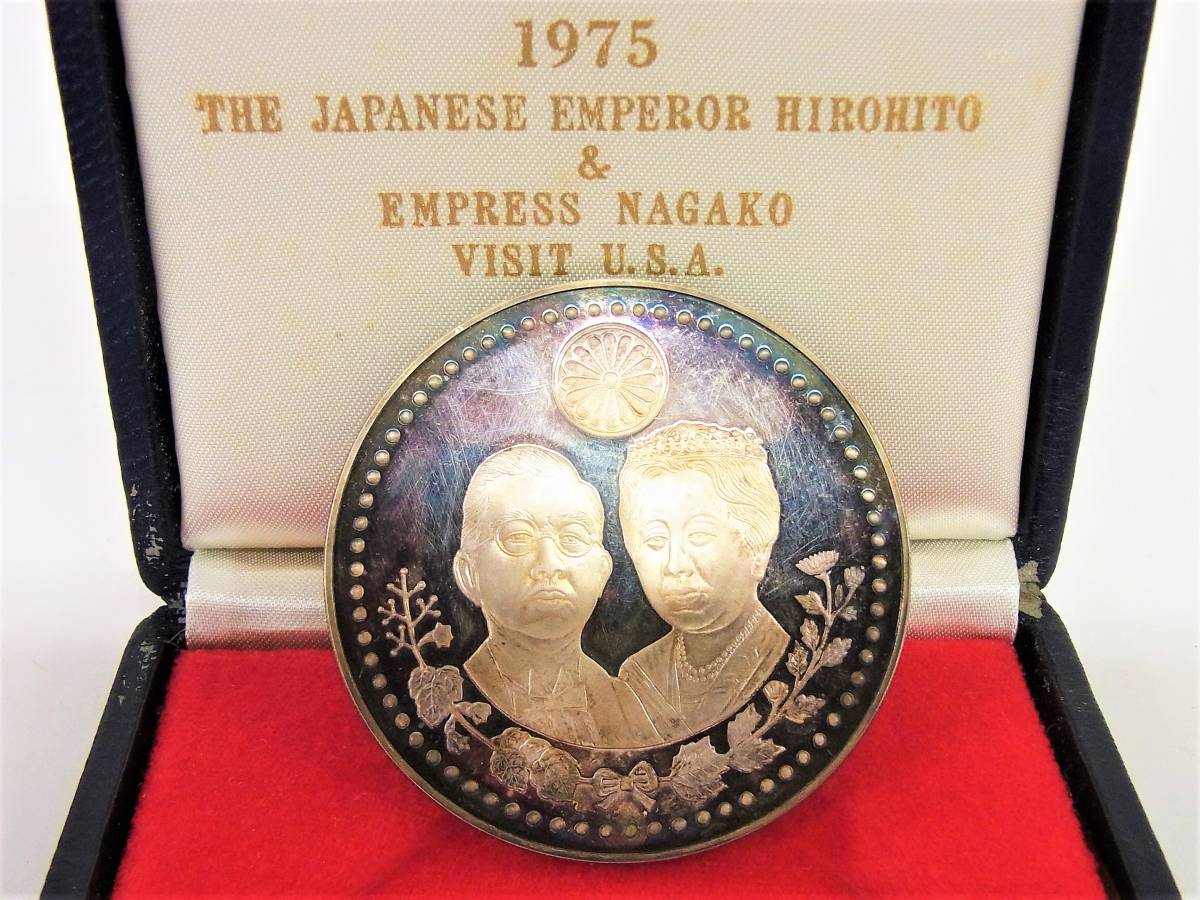 1975
THE JAPANESE EMPEROR HIROHITO
&
EMPRESS NAGAKO
VISIT U.S.A.